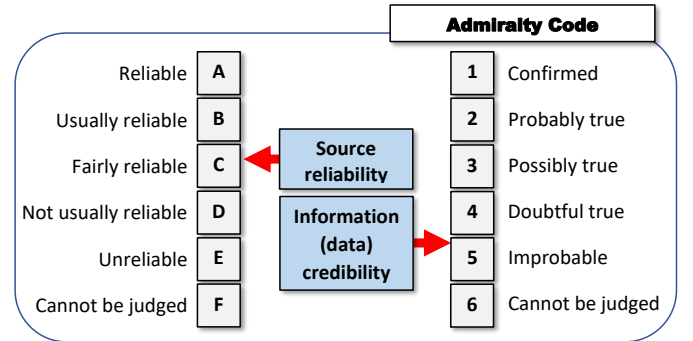 Admiralty Code
Reliable A
Usually reliable B
Fairly reliable C
Not usually reliable D
Unreliable E
Cannot be judged F
Source
reliability
Information
(data)
credibility
1 Confirmed
2 Probably true
3 Possibly true
4 Doubtful true
5 Improbable
6 Cannot be judged